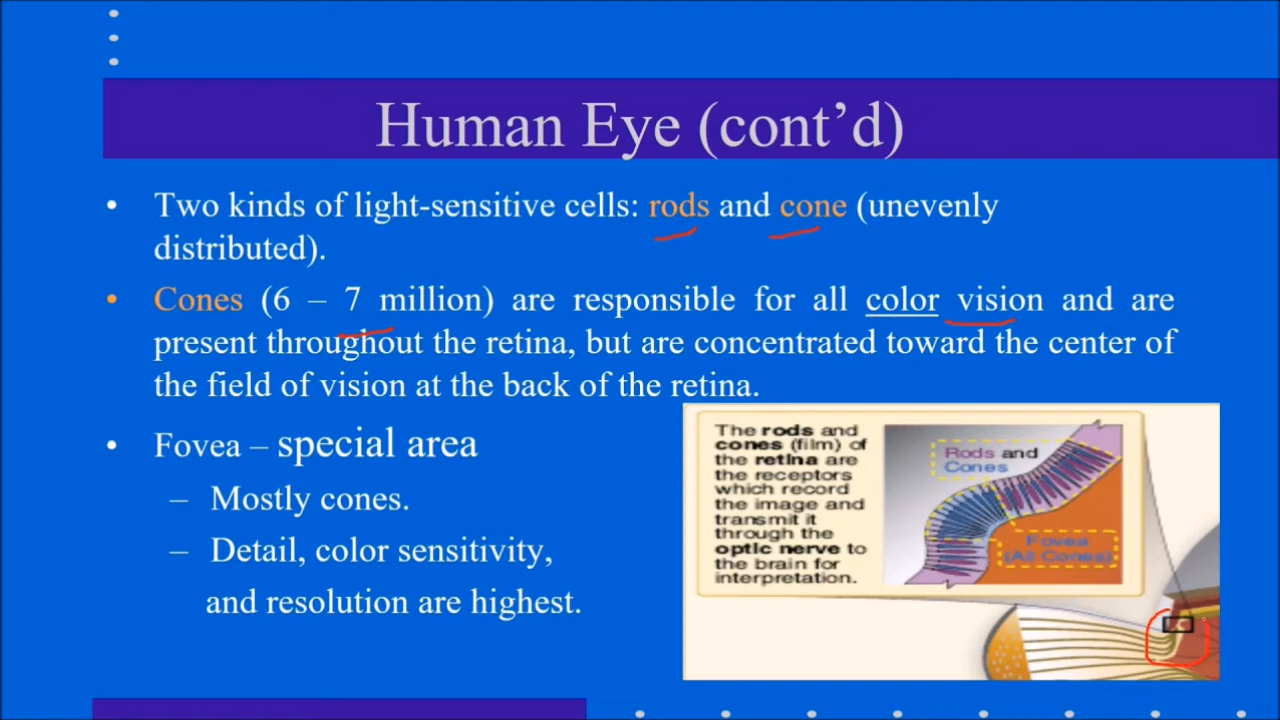 Human Eye (cont’d)
• Two kinds of light-sensitive cells: rods and cone (unevenly
distributed).
• Cones (6 – 7 million) are responsible for all color vision and are
present throughout the retina, but are concentrated toward the center of
the field of vision at the back of the retina.
• Fovea – special area
– Mostly cones.
– Detail, color sensitivity,
and resolution are highest.
The rods and
cones (film) of
the retina are
the receptors
which record
the image and
transmit it
through the
optic nerve to
the brain for
interpretation.
Rods and
Cones
Fovea
(All Cones)